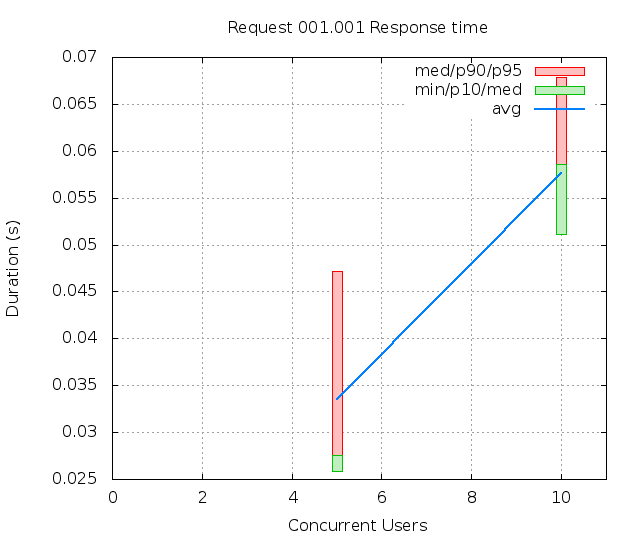 Request 001.001 Response time
0.07
0.065
0.06
0.055
0.05
0.045
0.04
0.035
0.03
0.025
Duration (s)
med/p90/p95
min/p10/med
avg
0 2 4 6 8 10
Concurrent Users